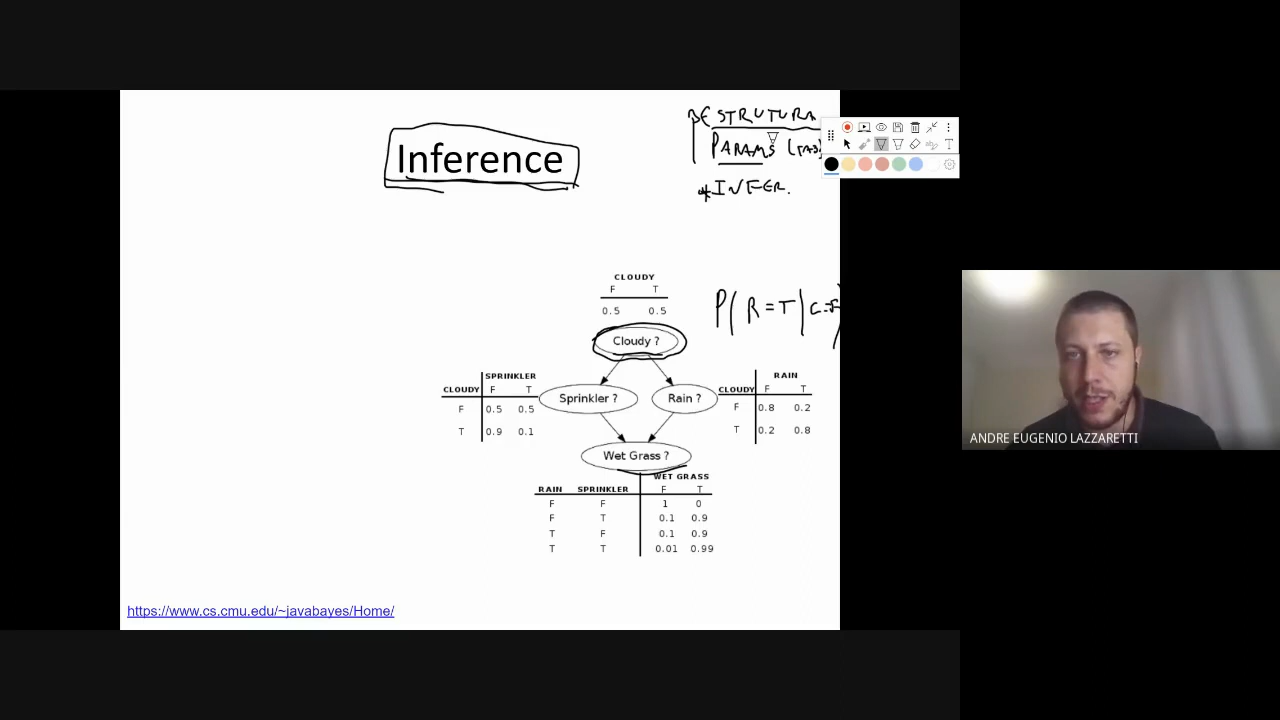 ESTRUTURA
PARAMS (TAB
Inference
* INFER.
CLOUDY
F T
0.5 0.5
P( R=T | C=F)
Cloudy ?
SPRINKLER
CLOUDY F T
F 0.5 0.5
T 0.9 0.1
Sprinkler ?
Rain ?
RAIN
CLOUDY F T
F 0.8 0.2
T 0.2 0.8
ANDRE EUGENIO LAZZARETTI
Wet Grass ?
WET GRASS
RAIN SPRINKLER F T
F F 1 0
F T 0.1 0.9
T F 0.1 0.9
T T 0.01 0.99
https://www.cs.cmu.edu/~javabayes/Home/